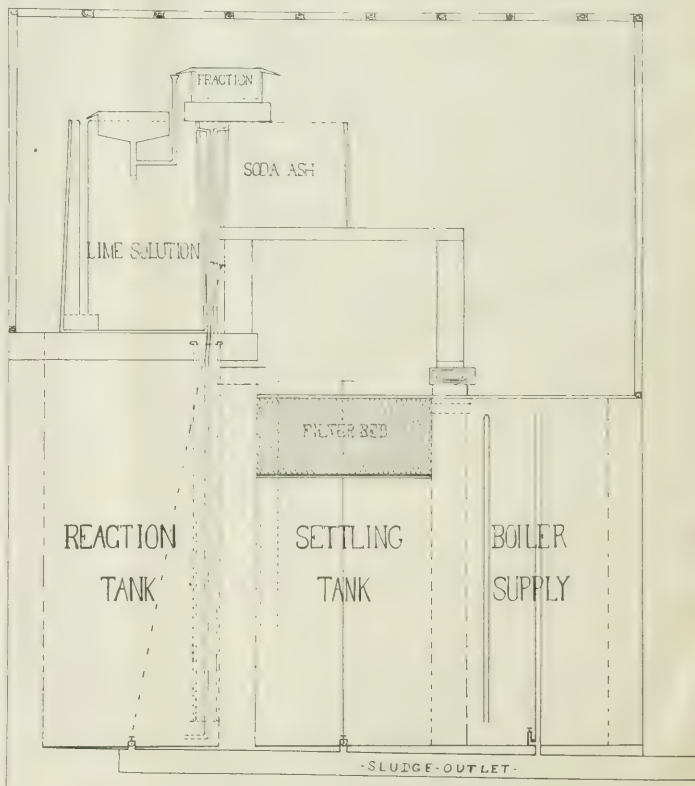 FRACTION
SODA ASH
LIME SOLUTION
FILTER BED
REACTION
TANK
SETTLING
TANK
BOILER
SUPPLY
-SLUDGE-OUTLET-